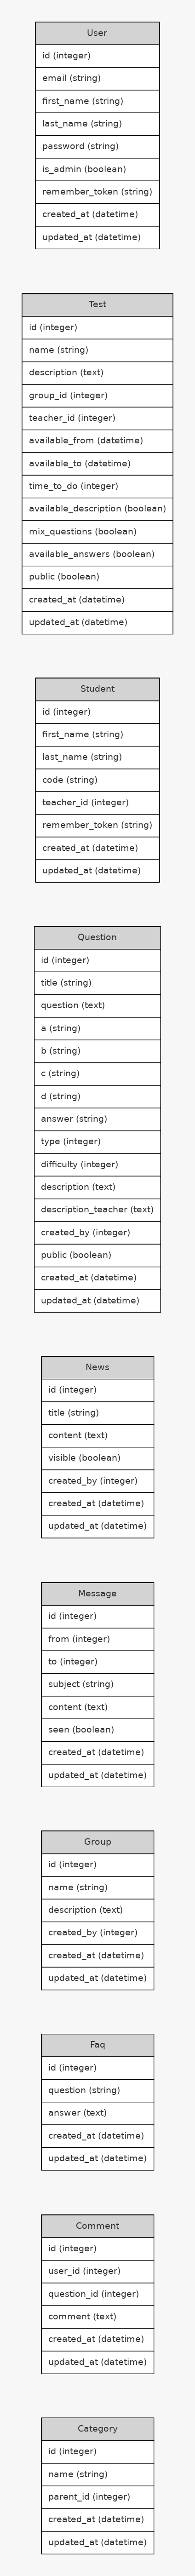 User
id (integer)
email (string)
first_name (string)
last_name (string)
password (string)
is_admin (boolean)
remember_token (string)
created_at (datetime)
updated_at (datetime)
Test
id (integer)
name (string)
description (text)
group_id (integer)
teacher_id (integer)
available_from (datetime)
available_to (datetime)
time_to_do (integer)
available_description (boolean)
mix_questions (boolean)
available_answers (boolean)
public (boolean)
created_at (datetime)
updated_at (datetime)
Student
id (integer)
first_name (string)
last_name (string)
code (string)
teacher_id (integer)
remember_token (string)
created_at (datetime)
updated_at (datetime)
Question
id (integer)
title (string)
question (text)
a (string)
b (string)
c (string)
d (string)
answer (string)
type (integer)
difficulty (integer)
description (text)
description_teacher (text)
created_by (integer)
public (boolean)
created_at (datetime)
updated_at (datetime)
News
id (integer)
title (string)
content (text)
visible (boolean)
created_by (integer)
created_at (datetime)
updated_at (datetime)
Message
id (integer)
from (integer)
to (integer)
subject (string)
content (text)
seen (boolean)
created_at (datetime)
updated_at (datetime)
Group
id (integer)
name (string)
description (text)
created_by (integer)
created_at (datetime)
updated_at (datetime)
Faq
id (integer)
question (string)
answer (text)
created_at (datetime)
updated_at (datetime)
Comment
id (integer)
user_id (integer)
question_id (integer)
comment (text)
created_at (datetime)
updated_at (datetime)
Category
id (integer)
name (string)
parent_id (integer)
created_at (datetime)
updated_at (datetime)